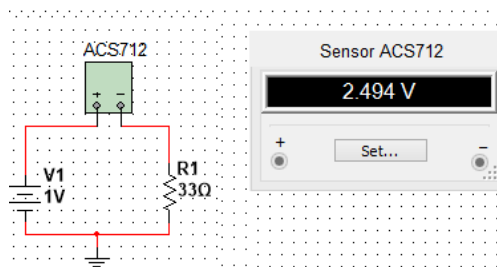 ACS712
+ −
V1
1V
R1
33Ω
Sensor ACS712
2.494 V
+
Set...
−